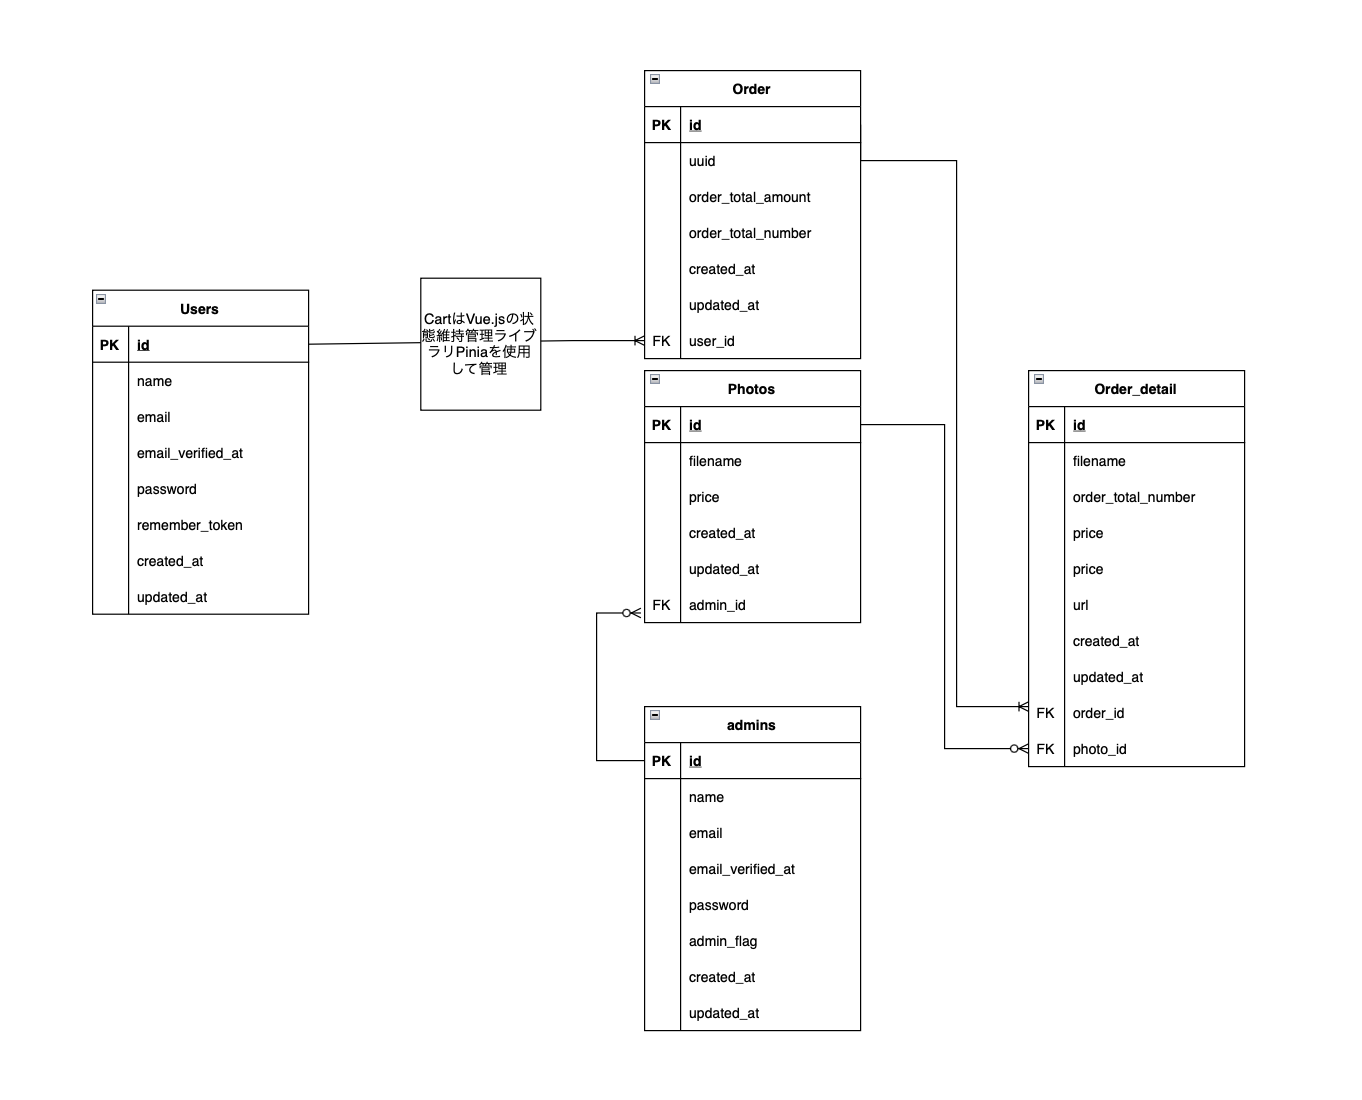 Order
PK id
uuid
order_total_amount
order_total_number
created_at
updated_at
FK user_id
Users
PK id
name
email
email_verified_at
password
remember_token
created_at
updated_at
CartはVue.jsの状
態維持管理ライブ
ラリPiniaを使用
して管理
Photos
PK id
filename
price
created_at
updated_at
FK admin_id
Order_detail
PK id
filename
order_total_number
price
price
url
created_at
updated_at
FK order_id
FK photo_id
admins
PK id
name
email
email_verified_at
password
admin_flag
created_at
updated_at